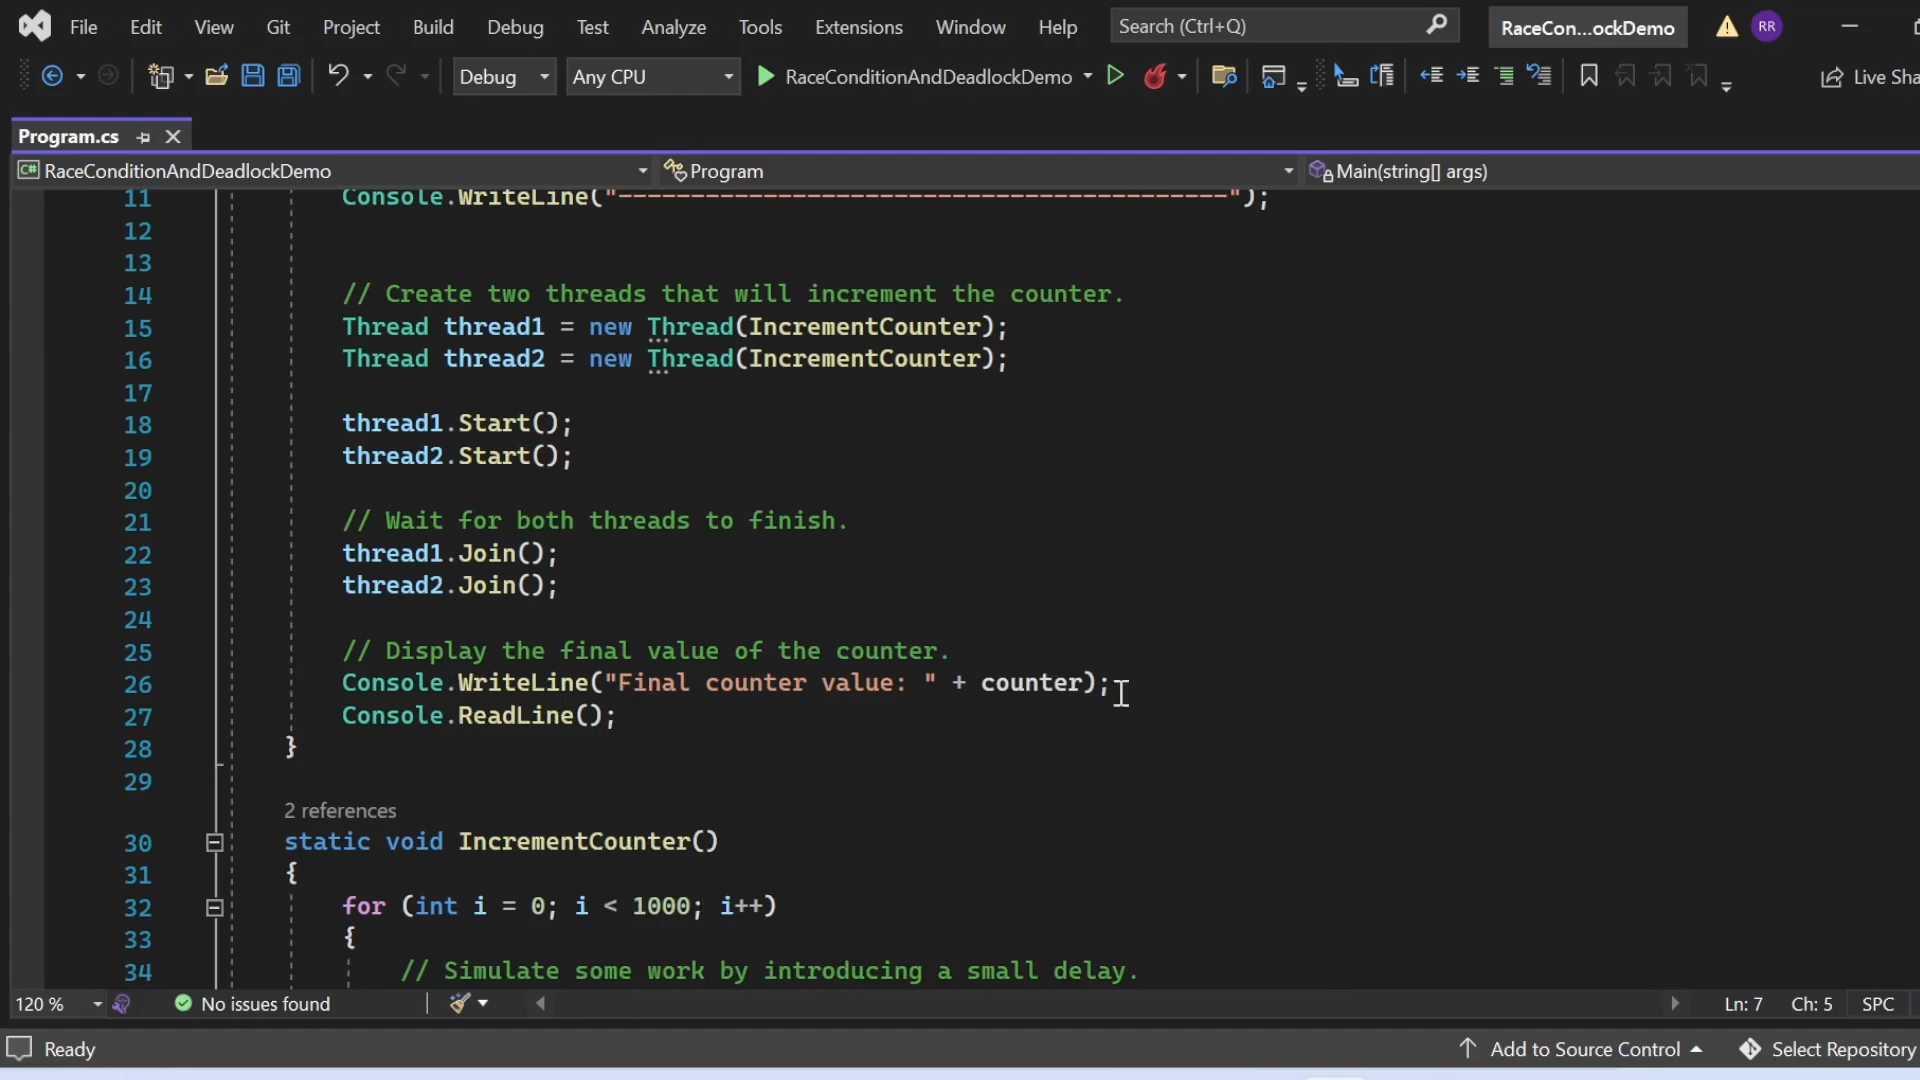 File Edit View Git Project Build Debug Test Analyze Tools Extensions Window Help Search (Ctrl+Q) RaceCon...ockDemo RR
Debug Any CPU RaceConditionAndDeadlockDemo Live Sha
Program.cs
C# RaceConditionAndDeadlockDemo Program Main(string[] args)
11 Console.WriteLine("------------------------------------------");
12
13
14 // Create two threads that will increment the counter.
15 Thread thread1 = new Thread(IncrementCounter);
16 Thread thread2 = new Thread(IncrementCounter);
17
18 thread1.Start();
19 thread2.Start();
20
21 // Wait for both threads to finish.
22 thread1.Join();
23 thread2.Join();
24
25 // Display the final value of the counter.
26 Console.WriteLine("Final counter value: " + counter);
27 Console.ReadLine();
28 }
29
2 references
30 static void IncrementCounter()
31 {
32 for (int i = 0; i < 1000; i++)
33 {
34 // Simulate some work by introducing a small delay.
120 % No issues found Ln: 7 Ch: 5 SPC
Ready Add to Source Control Select Repository